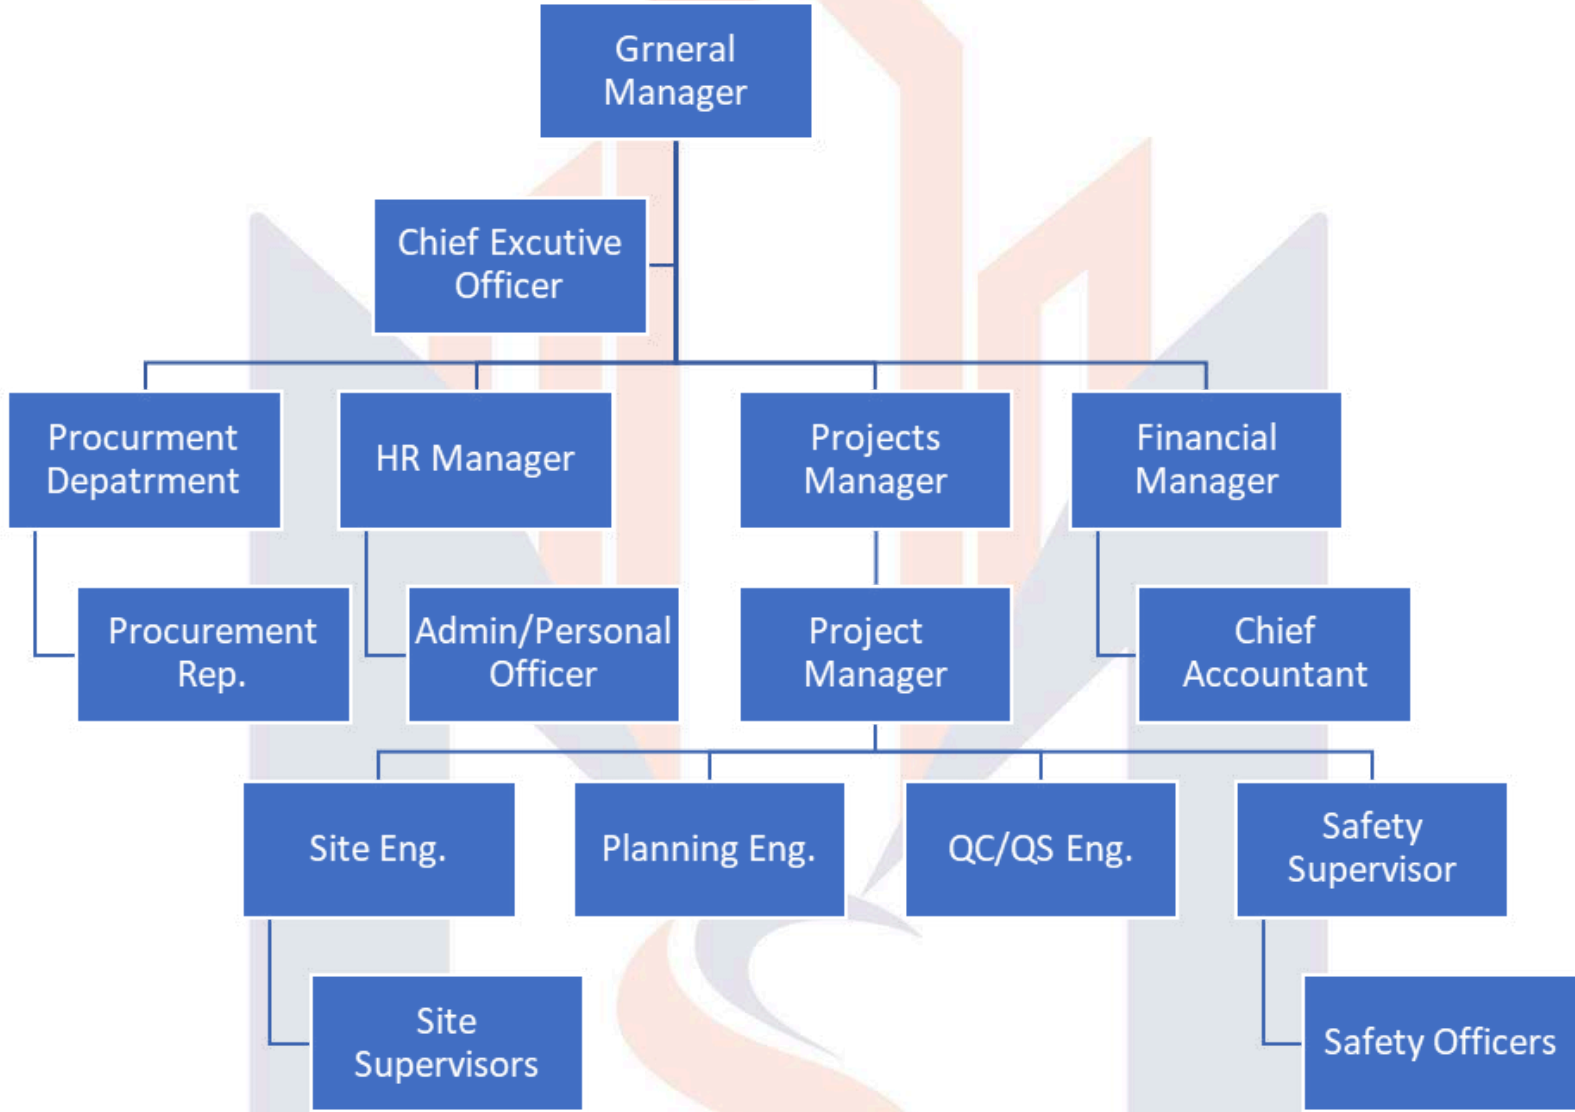 Grneral
Manager
Chief Excutive
Officer
Procurment
Depatrment
HR Manager
Projects
Manager
Financial
Manager
Procurement
Rep.
Admin/Personal
Officer
Project
Manager
Chief
Accountant
Site Eng.
Planning Eng.
QC/QS Eng.
Safety
Supervisor
Site
Supervisors
Safety Officers